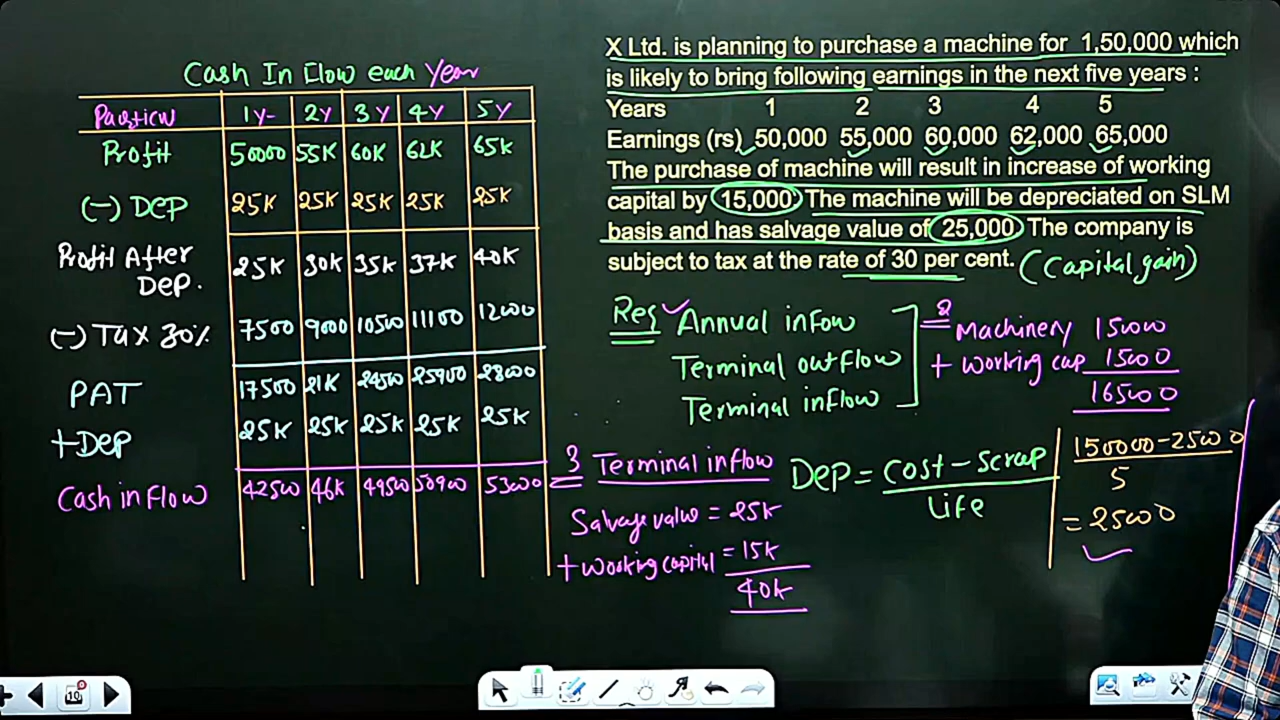 X Ltd. is planning to purchase a machine for 1,50,000 which
is likely to bring following earnings in the next five years :
Years 1 2 3 4 5
Earnings (rs) 50,000 55,000 60,000 62,000 65,000
The purchase of machine will result in increase of working
capital by 15,000. The machine will be depreciated on SLM
basis and has salvage value of 25,000 The company is
subject to tax at the rate of 30 per cent. (Capital gain)
Cash In Flow each Year
1Y- 2Y 3Y 4Y 5Y
Profit 50000 55K 60K 62K 65K
(-) Dep 25K 25K 25K 25K 25K
Profit After
Dep. 25K 30K 35K 37K 40K
(-) Tax 30% 7500 9000 10500 11100 12000
PAT 17500 21K 24500 25900 28000
+Dep 25K 25K 25K 25K 25K
Cash in Flow 42500 46K 49500 50900 53000
Req Annual infow
Terminal outflow
Terminal inflow
2 Machinery 150000
+ working cap 15000
165000
3 Terminal inflow
Salvage value = 25K
+ working capital = 15K
40K
Dep = cost - scrap
Life
150000-25000
5
= 25000
10